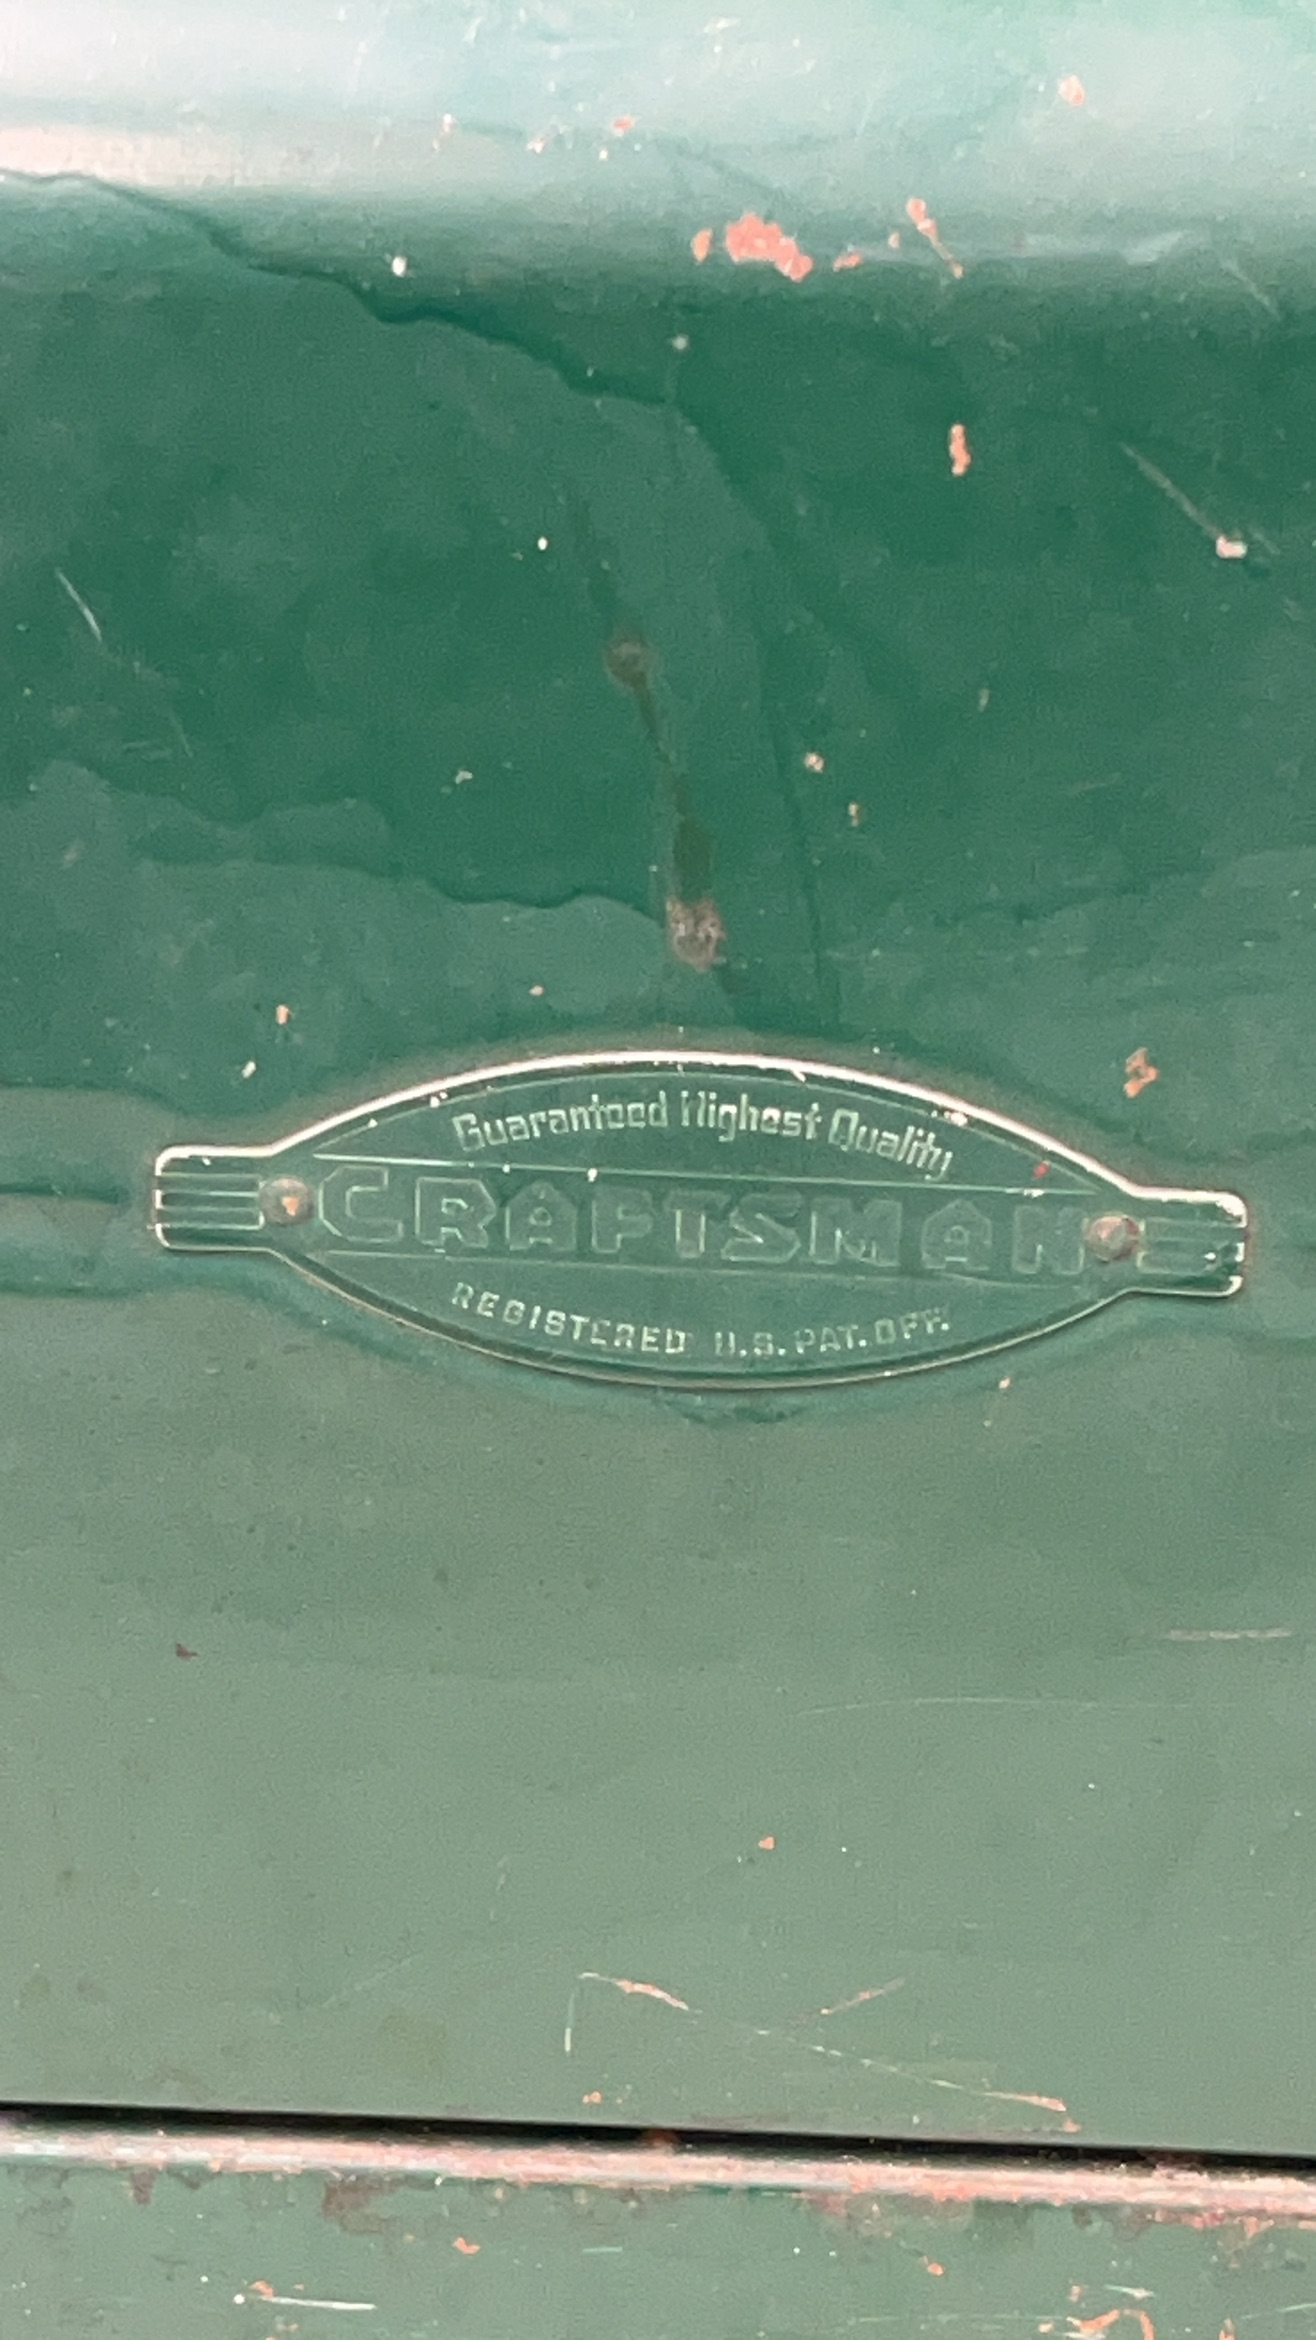 Guaranteed Highest Quality
CRAFTSMAN
REGISTERED U.S. PAT. OFF.